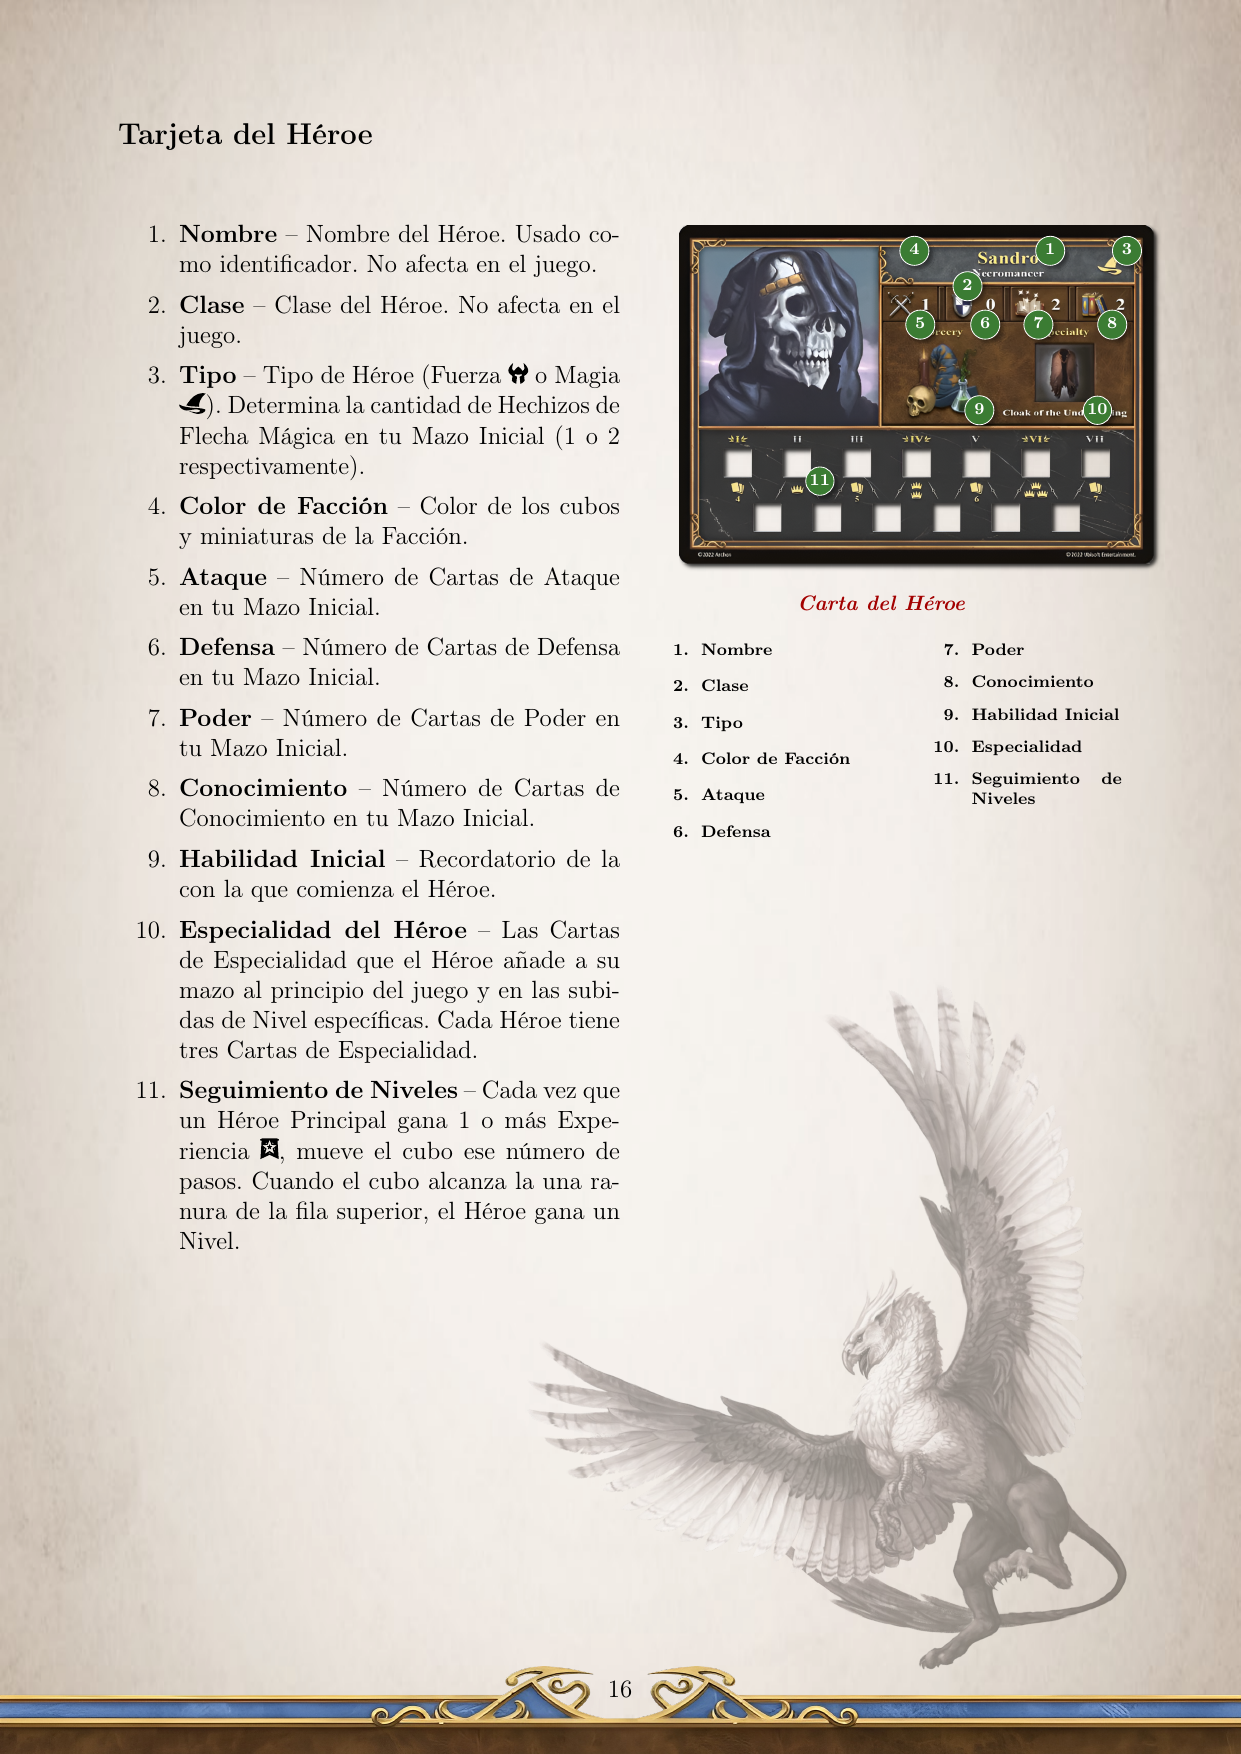 Tarjeta del Héroe
1. Nombre – Nombre del Héroe. Usado co-
mo identificador. No afecta en el juego.
2. Clase – Clase del Héroe. No afecta en el
juego.
3. Tipo – Tipo de Héroe (Fuerza o Magia
). Determina la cantidad de Hechizos de
Flecha Mágica en tu Mazo Inicial (1 o 2
respectivamente).
4. Color de Facción – Color de los cubos
y miniaturas de la Facción.
5. Ataque – Número de Cartas de Ataque
en tu Mazo Inicial.
6. Defensa – Número de Cartas de Defensa
en tu Mazo Inicial.
7. Poder – Número de Cartas de Poder en
tu Mazo Inicial.
8. Conocimiento – Número de Cartas de
Conocimiento en tu Mazo Inicial.
9. Habilidad Inicial – Recordatorio de la
con la que comienza el Héroe.
10. Especialidad del Héroe – Las Cartas
de Especialidad que el Héroe añade a su
mazo al principio del juego y en las subi-
das de Nivel específicas. Cada Héroe tiene
tres Cartas de Especialidad.
11. Seguimiento de Niveles – Cada vez que
un Héroe Principal gana 1 o más Expe-
riencia , mueve el cubo ese número de
pasos. Cuando el cubo alcanza la una ra-
nura de la fila superior, el Héroe gana un
Nivel.
4 1 3
Sandro
Necromancer
2
1 0 2 2
5 6 7 8
9 10
Cloak of the
I II III IV V VI VII
11
4 5 6 7
©2022 Archon
©2022 Ubisoft Entertainment.
Carta del Héroe
1. Nombre
2. Clase
3. Tipo
4. Color de Facción
5. Ataque
6. Defensa
7. Poder
8. Conocimiento
9. Habilidad Inicial
10. Especialidad
11. Seguimiento de
Niveles
16